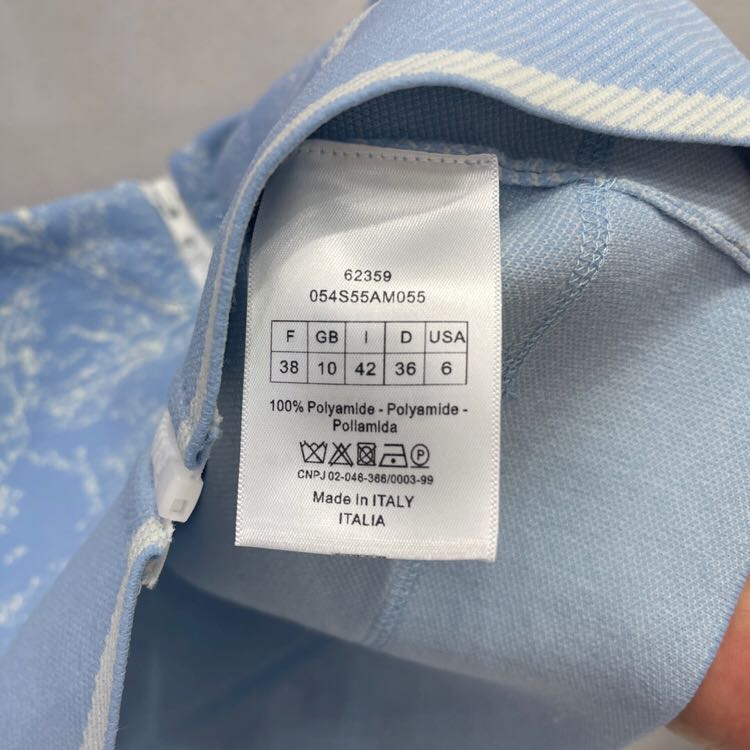 62359
054S55AM055
F GB I D USA
38 10 42 36 6
100% Polyamide - Polyamide -
Poliamida
P
CNPJ 02-046-366/0003-99
Made in ITALY
ITALIA